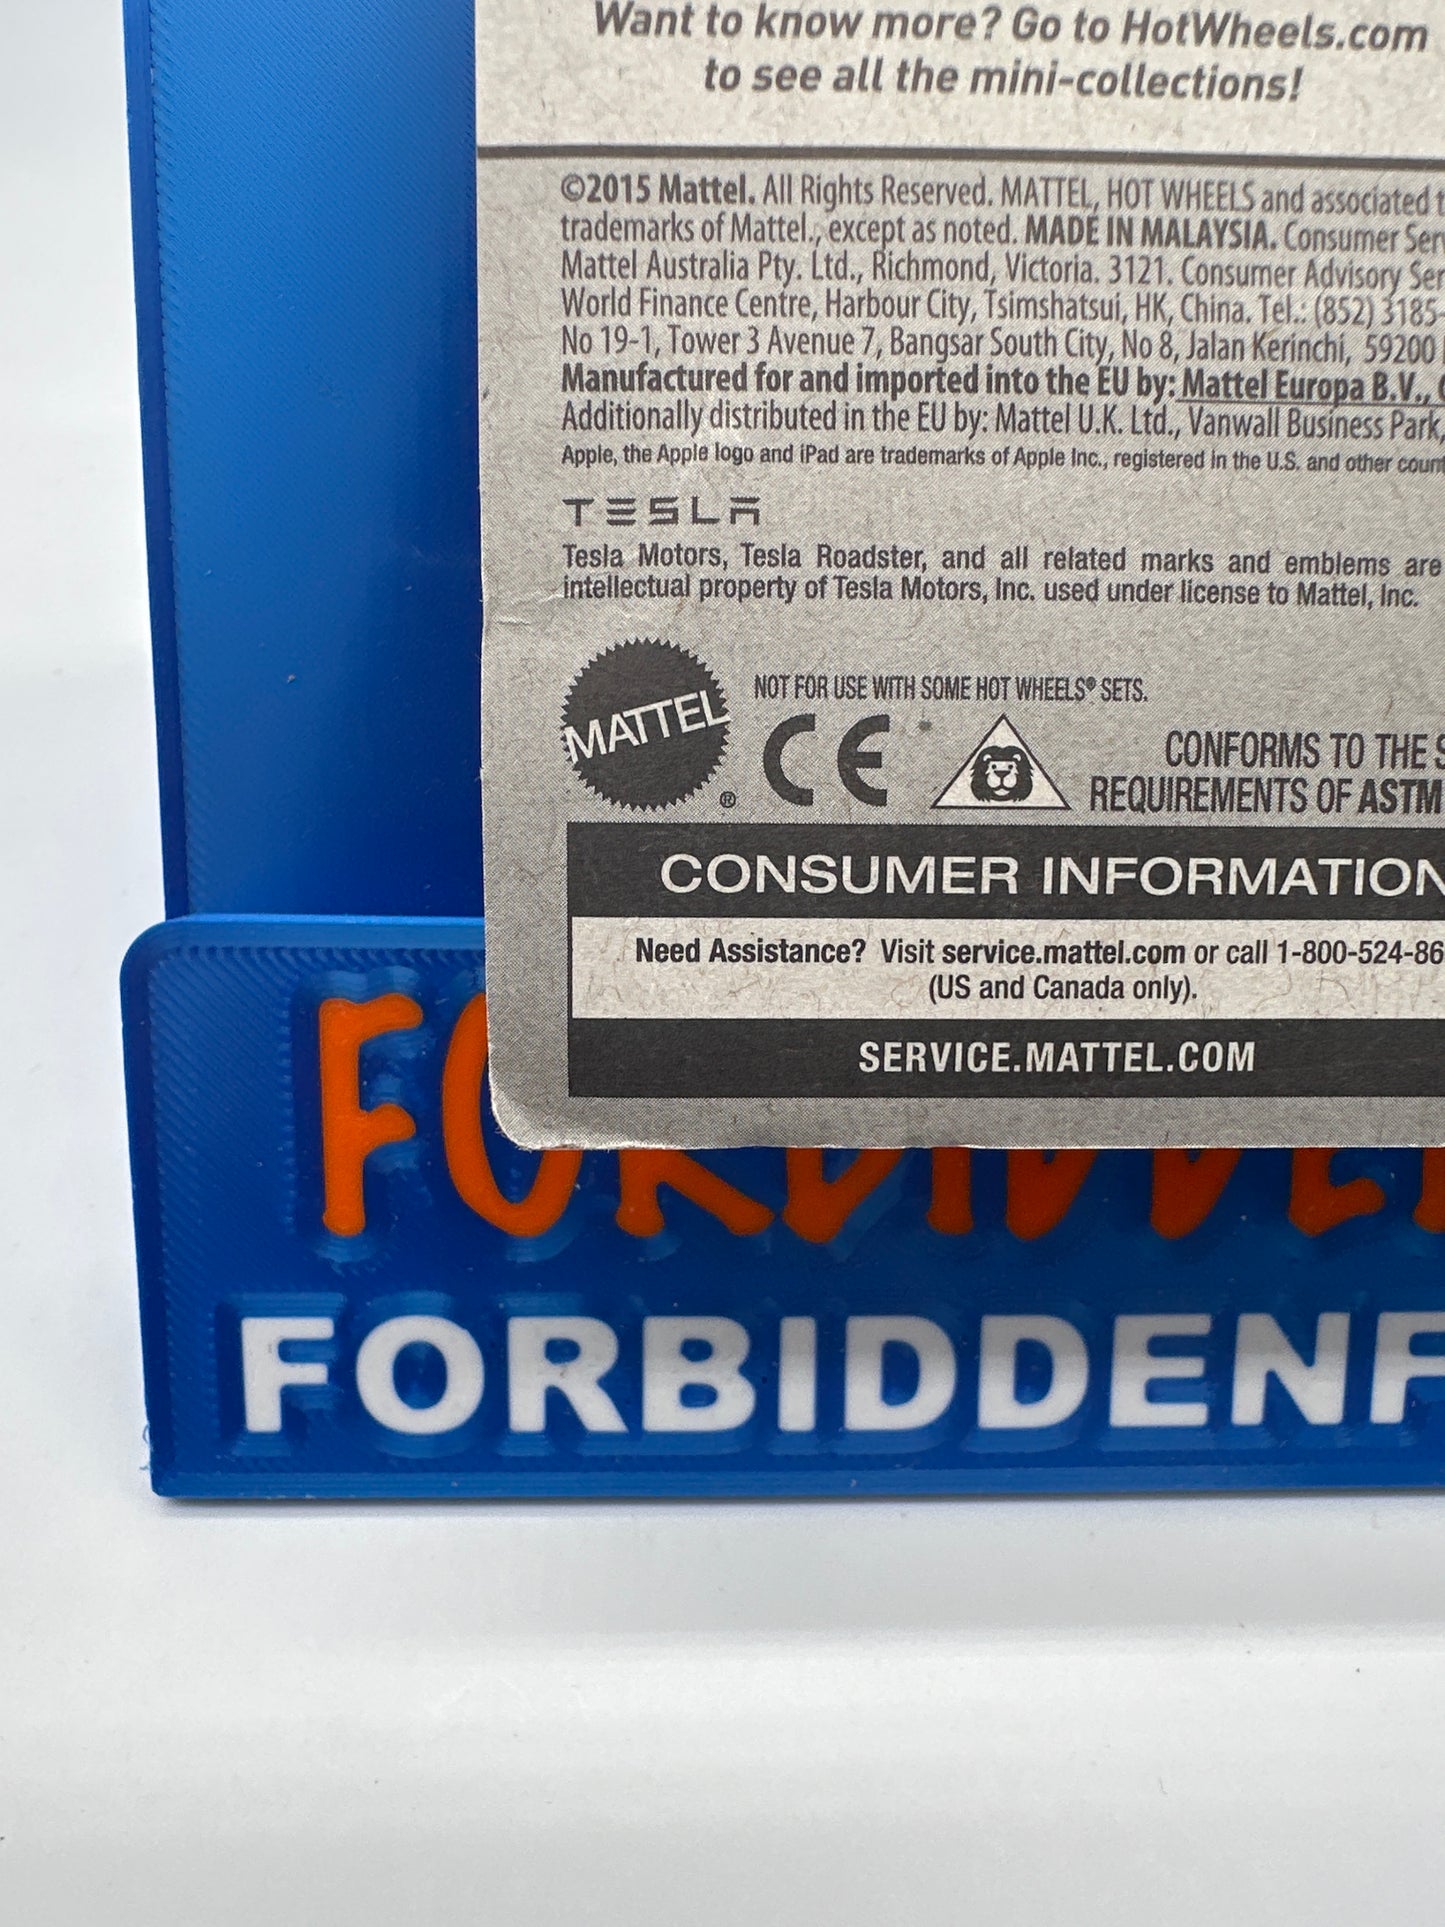 Want to know more? Go to HotWheels.com
to see all the mini-collections!
©2015 Mattel. All Rights Reserved. MATTEL, HOT WHEELS and associated
trademarks of Mattel., except as noted. MADE IN MALAYSIA. Consumer
Mattel Australia Pty. Ltd., Richmond, Victoria. 3121. Consumer Advisory
World Finance Centre, Harbour City, Tsimshatsui, HK, China. Tel.: (852) 3185-
No 19-1, Tower 3 Avenue 7, Bangsar South City, No 8, Jalan Kerinchi, 59200
Manufactured for and imported into the EU by: Mattel Europa B.V.,
Additionally distributed in the EU by: Mattel U.K. Ltd., Vanwall Business Park,
Apple, the Apple logo and iPad are trademarks of Apple Inc., registered in the U.S. and other
TESLA
Tesla Motors, Tesla Roadster, and all related marks and emblems are
intellectual property of Tesla Motors, Inc. used under license to Mattel, Inc.
MATTEL ®
NOT FOR USE WITH SOME HOT WHEELS® SETS.
CE
CONFORMS TO THE
REQUIREMENTS OF ASTM
CONSUMER INFORMATION
Need Assistance? Visit service.mattel.com or call 1-800-524-86
(US and Canada only).
SERVICE.MATTEL.COM
FORBIDDE
FORBIDDENF